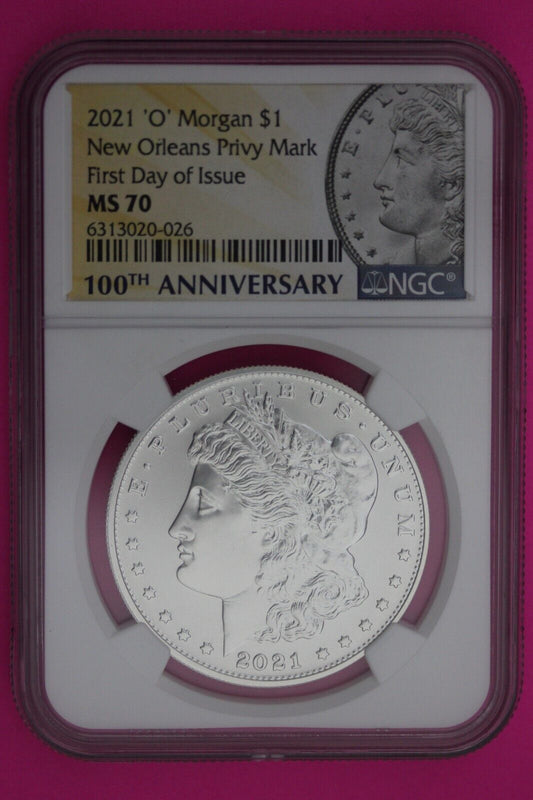 2021 'O' Morgan $1
New Orleans Privy Mark
First Day of Issue
MS 70
6313020-026
100TH ANNIVERSARY
NGC®
E · PLURIBUS · UNUM
LIBERTY
2021